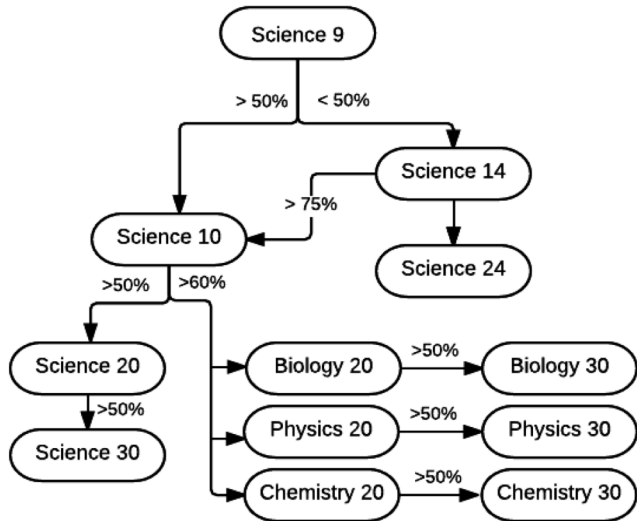 Science 9
> 50%
< 50%
Science 14
> 75%
Science 10
Science 24
>50%
>60%
Science 20
Biology 20
>50%
Biology 30
>50%
Physics 20
>50%
Physics 30
Science 30
Chemistry 20
>50%
Chemistry 30